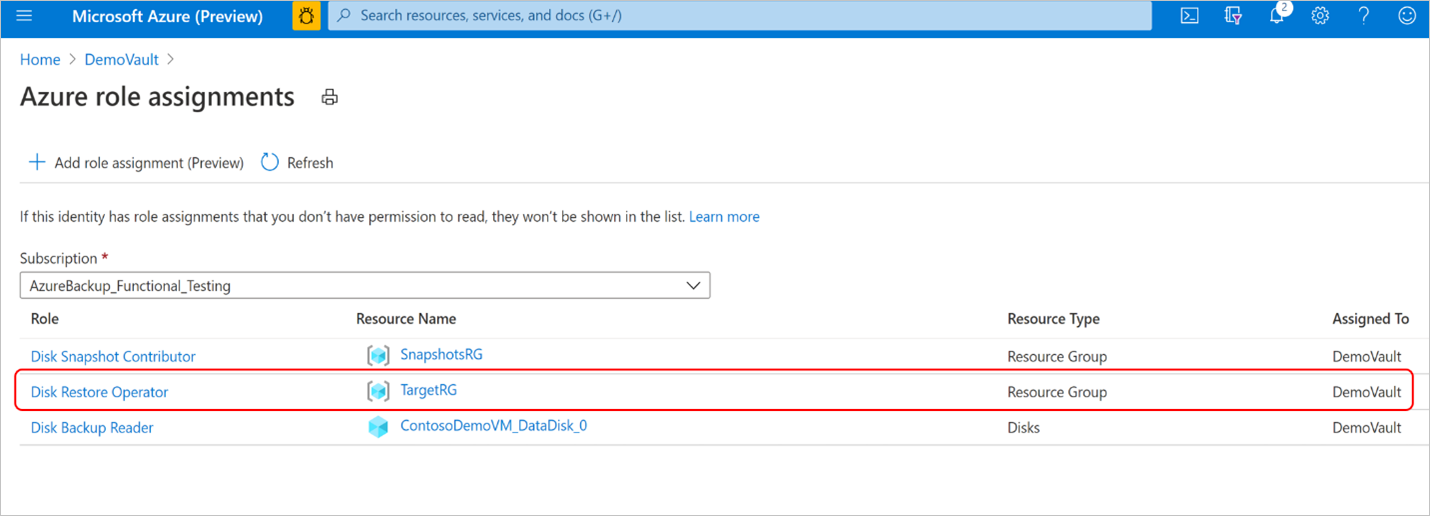 Microsoft Azure (Preview) Search resources, services, and docs (G+/) 2
Home > DemoVault >
Azure role assignments
+ Add role assignment (Preview) Refresh
If this identity has role assignments that you don't have permission to read, they won't be shown in the list. Learn more
Subscription *
AzureBackup_Functional_Testing
Role Resource Name Resource Type Assigned To
Disk Snapshot Contributor SnapshotsRG Resource Group DemoVault
Disk Restore Operator TargetRG Resource Group DemoVault
Disk Backup Reader ContosoDemoVM_DataDisk_0 Disks DemoVault